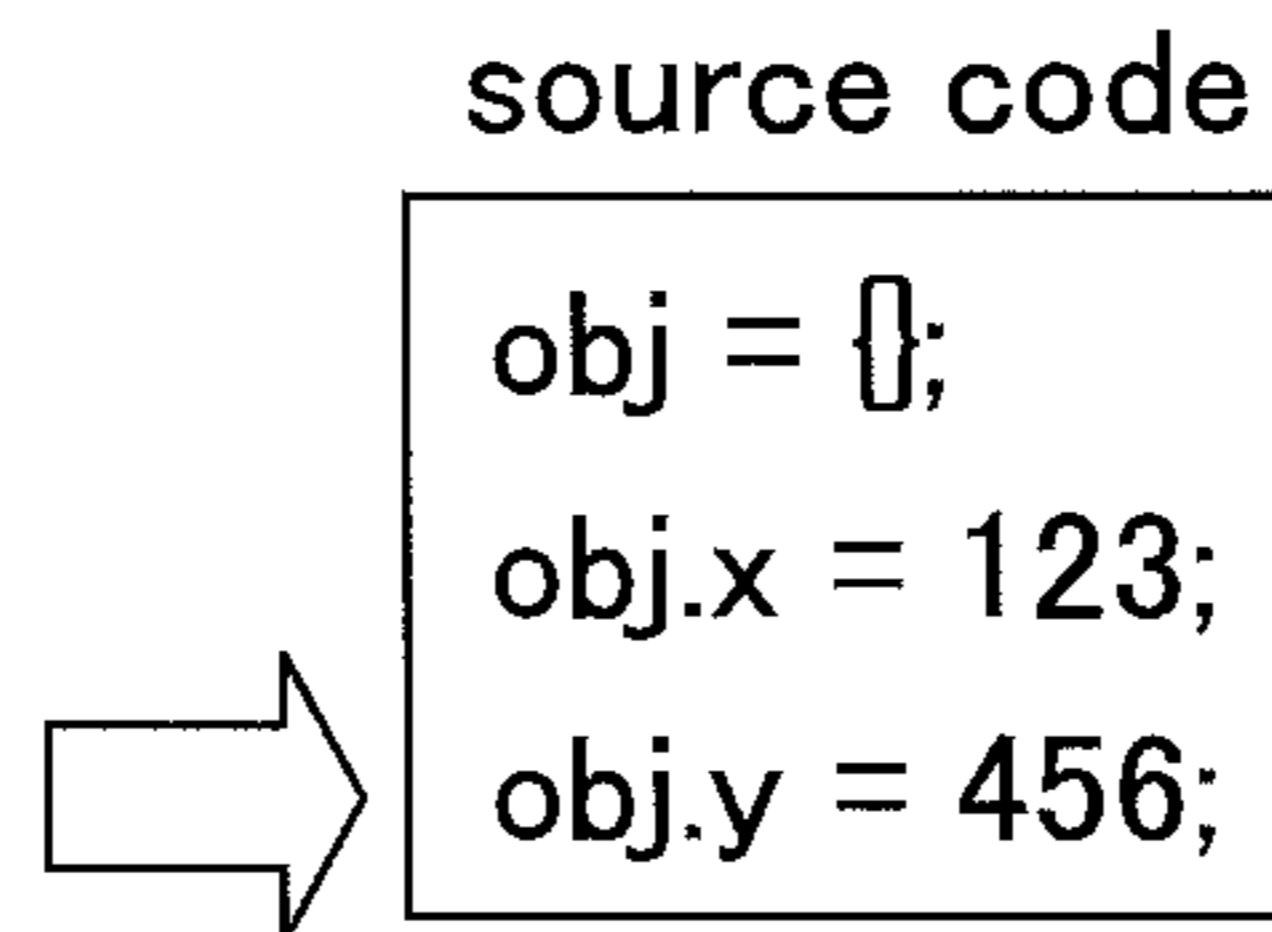 source code
obj = {};
obj.x = 123;
obj.y = 456;